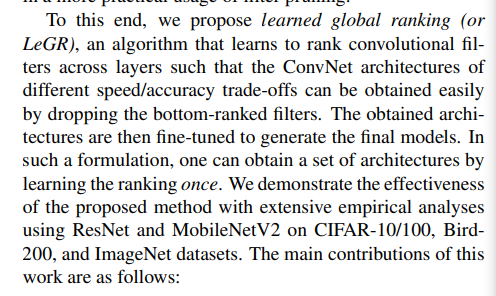 To this end, we propose learned global ranking (or
LeGR), an algorithm that learns to rank convolutional fil-
ters across layers such that the ConvNet architectures of
different speed/accuracy trade-offs can be obtained easily
by dropping the bottom-ranked filters. The obtained archi-
tectures are then fine-tuned to generate the final models. In
such a formulation, one can obtain a set of architectures by
learning the ranking once. We demonstrate the effectiveness
of the proposed method with extensive empirical analyses
using ResNet and MobileNetV2 on CIFAR-10/100, Bird-
200, and ImageNet datasets. The main contributions of this
work are as follows: